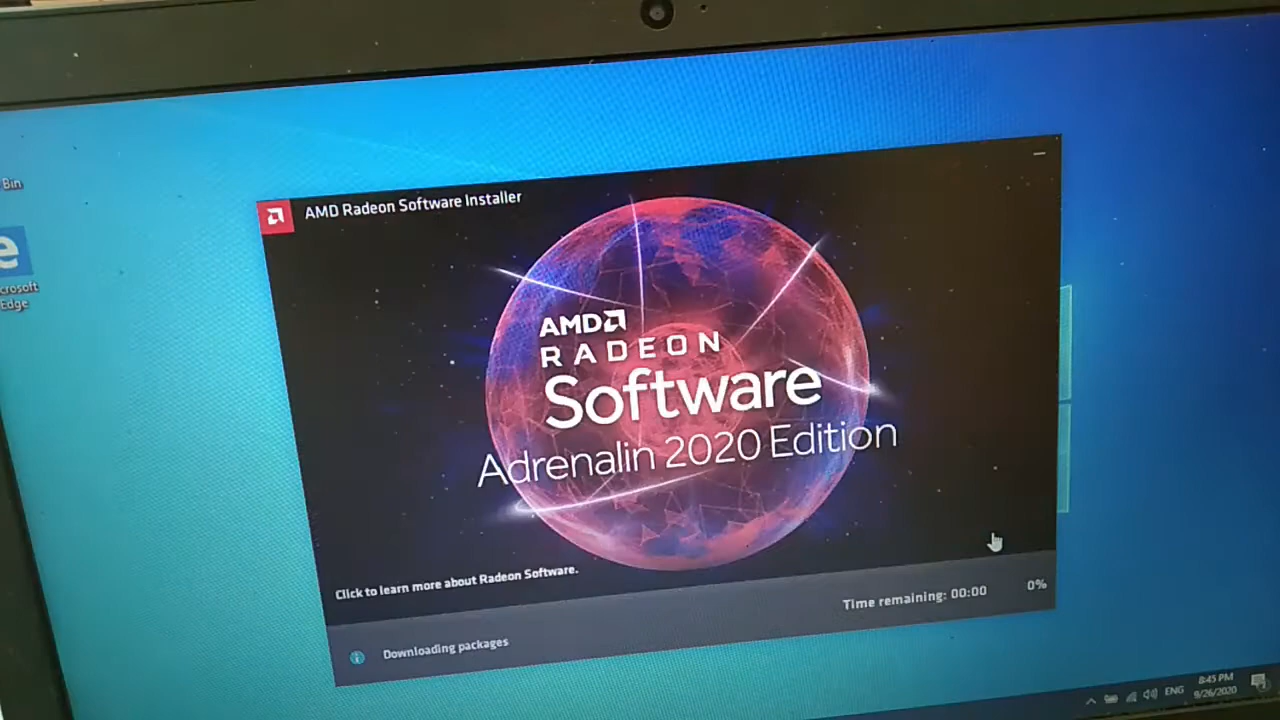 Bin
crosoft
Edge
AMD Radeon Software Installer
AMD
RADEON
Software
Adrenalin 2020 Edition
Click to learn more about Radeon Software.
Time remaining: 00:00
0%
Downloading packages
ENG
8:45 PM
9/26/2020